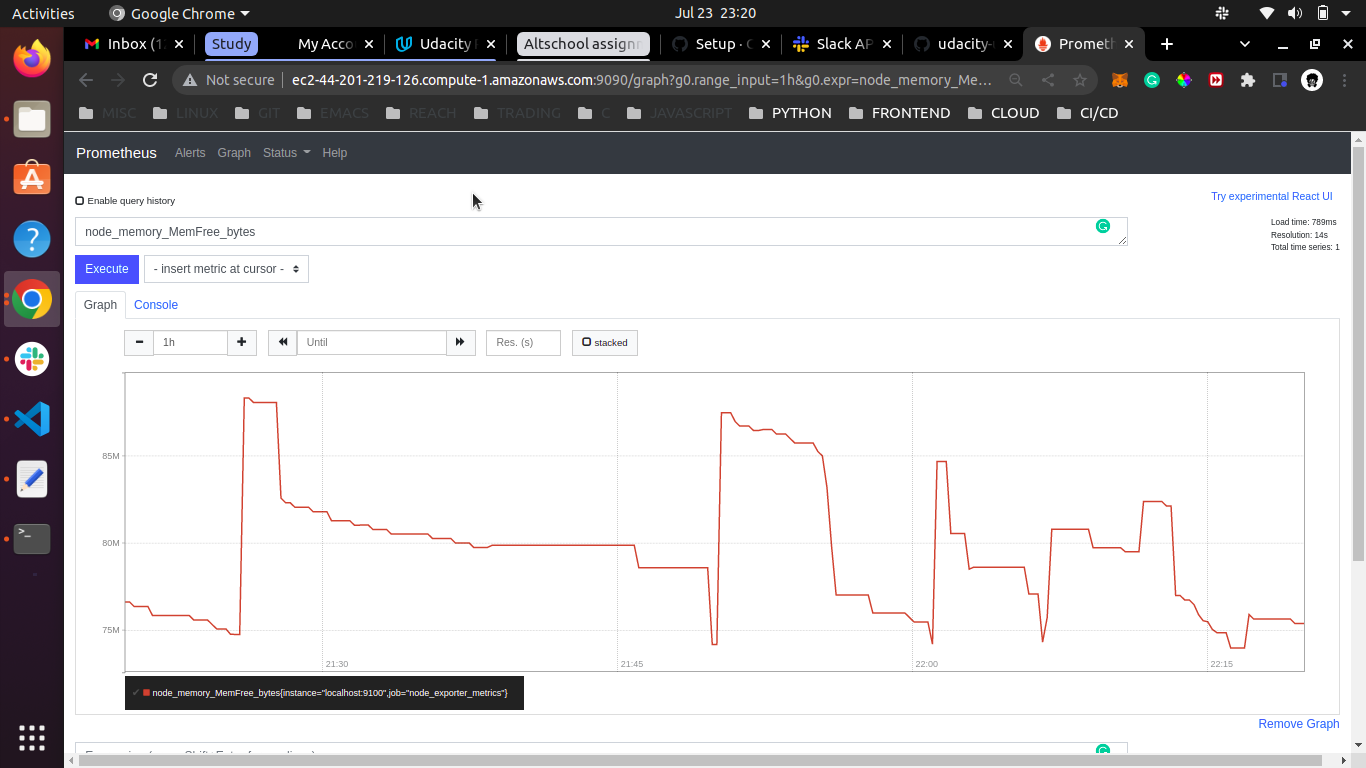 Activities Google Chrome Jul 23 23:20
Inbox (1 Study My Acco Udacity Altschool assign Setup · Slack AP udacity- Prometh
Not secure ec2-44-201-219-126.compute-1.amazonaws.com:9090/graph?g0.range_input=1h&g0.expr=node_memory_Me...
MISC LINUX GIT EMACS REACH TRADING C JAVASCRIPT PYTHON FRONTEND CLOUD CI/CD
Prometheus Alerts Graph Status Help
Enable query history Try experimental React UI
node_memory_MemFree_bytes
Load time: 789ms
Resolution: 14s
Total time series: 1
Execute - insert metric at cursor -
Graph Console
1h Until Res. (s) stacked
85M
80M
75M
21:30 21:45 22:00 22:15
node_memory_MemFree_bytes{instance="localhost:9100",job="node_exporter_metrics"}
Remove Graph